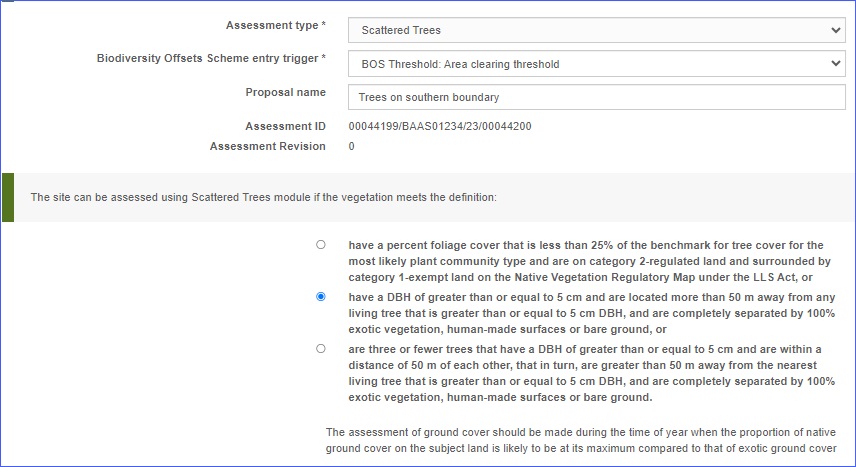 Assessment type * Scattered Trees
Biodiversity Offsets Scheme entry trigger * BOS Threshold: Area clearing threshold
Proposal name Trees on southern boundary
Assessment ID 00044199/BAAS01234/23/00044200
Assessment Revision 0
The site can be assessed using Scattered Trees module if the vegetation meets the definition:
have a percent foliage cover that is less than 25% of the benchmark for tree cover for the
most likely plant community type and are on category 2-regulated land and surrounded by
category 1-exempt land on the Native Vegetation Regulatory Map under the LLS Act, or
have a DBH of greater than or equal to 5 cm and are located more than 50 m away from any
living tree that is greater than or equal to 5 cm DBH, and are completely separated by 100%
exotic vegetation, human-made surfaces or bare ground, or
are three or fewer trees that have a DBH of greater than or equal to 5 cm and are within a
distance of 50 m of each other, that in turn, are greater than 50 m away from the nearest
living tree that is greater than or equal to 5 cm DBH, and are completely separated by 100%
exotic vegetation, human-made surfaces or bare ground.
The assessment of ground cover should be made during the time of year when the proportion of native
ground cover on the subject land is likely to be at its maximum compared to that of exotic ground cover